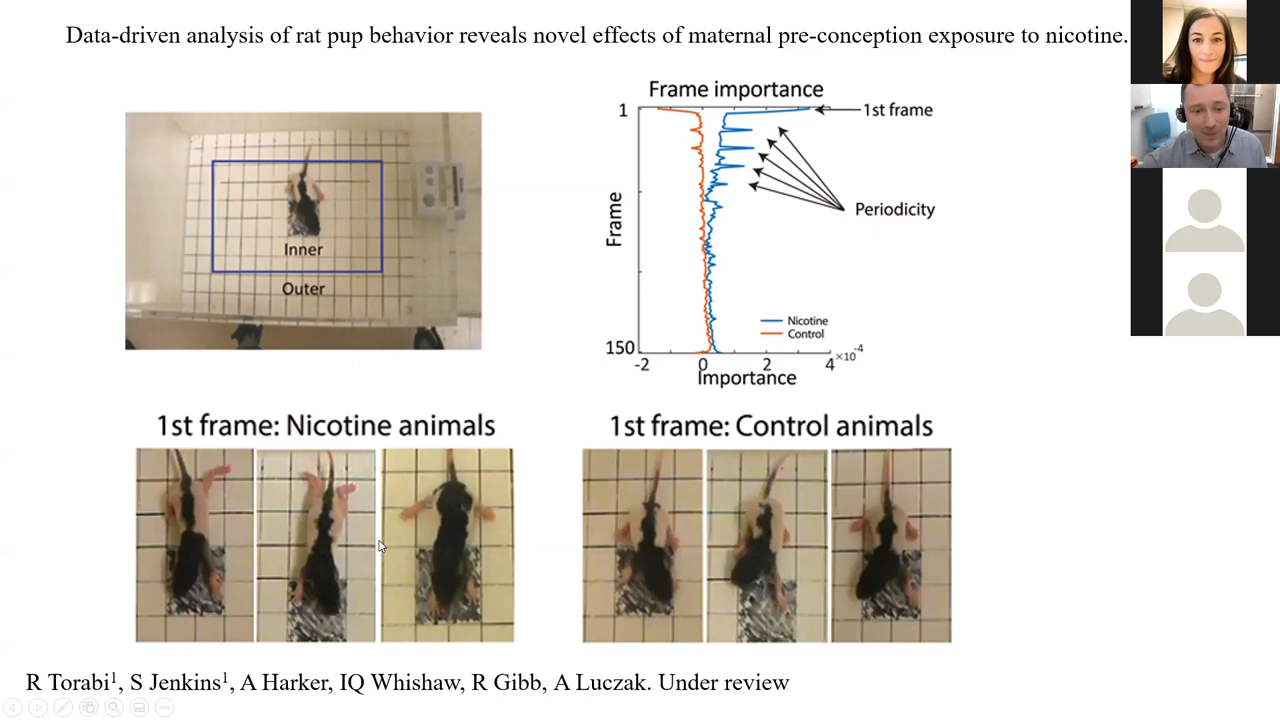 Data-driven analysis of rat pup behavior reveals novel effects of maternal pre-conception exposure to nicotine.
Inner
Outer
Frame importance
1
1st frame
Periodicity
Frame
Nicotine
Control
150
-2 0 2 4 ×10-4
Importance
1st frame: Nicotine animals
1st frame: Control animals
R Torabi¹, S Jenkins¹, A Harker, IQ Whishaw, R Gibb, A Luczak. Under review